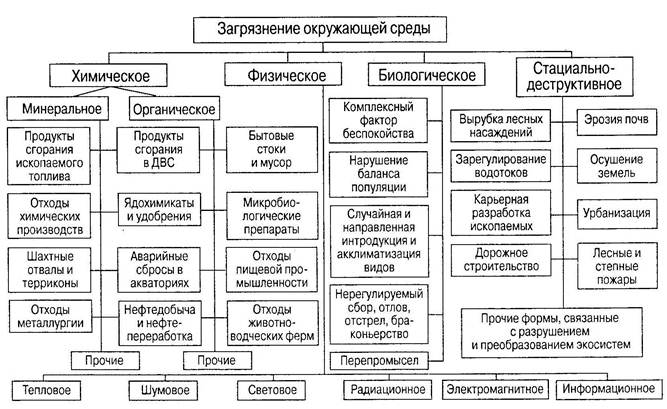 Загрязнение окружающей среды
Химическое
Физическое
Биологическое
Стациально-
деструктивное
Минеральное
Органическое
Продукты
сгорания
ископаемого
топлива
Отходы
химических
производств
Шахтные
отвалы и
терриконы
Отходы
металлургии
Прочие
Продукты
сгорания
в ДВС
Ядохимикаты
и удобрения
Аварийные
сбросы в
акваториях
Нефтедобыча
и нефте-
переработка
Прочие
Бытовые
стоки
и мусор
Микробио-
логические
препараты
Отходы
пищевой про-
мышленности
Отходы
животно-
водческих ферм
Комплексный
фактор
беспокойства
Нарушение
баланса
популяции
Случайная и
направленная
интродукция и
акклиматизация
видов
Нерегулируемый
сбор, отлов,
отстрел, бра-
коньерство
Перепромысел
Вырубка лесных
насаждений
Зарегулирование
водотоков
Карьерная
разработка
ископаемых
Дорожное
строительство
Эрозия почв
Осушение
земель
Урбанизация
Лесные и
степные
пожары
Прочие формы, связанные
с разрушением
и преобразованием экосистем
Тепловое
Шумовое
Световое
Радиационное
Электромагнитное
Информационное